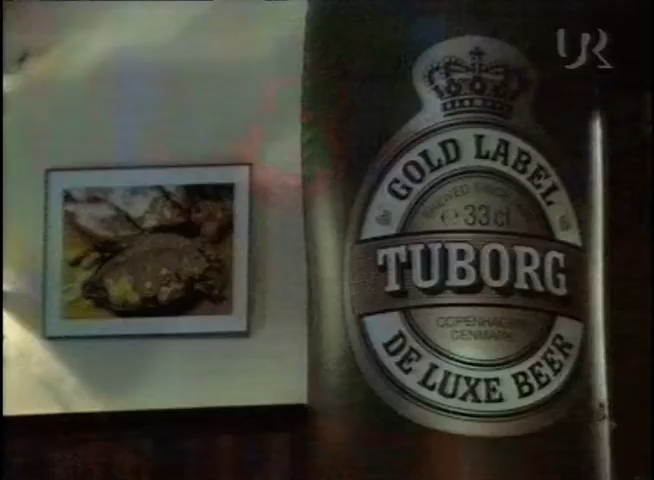 UR
GOLD LABEL
℮ 33 cl
TUBORG
COPENHAGEN
DENMARK
DE LUXE BEER